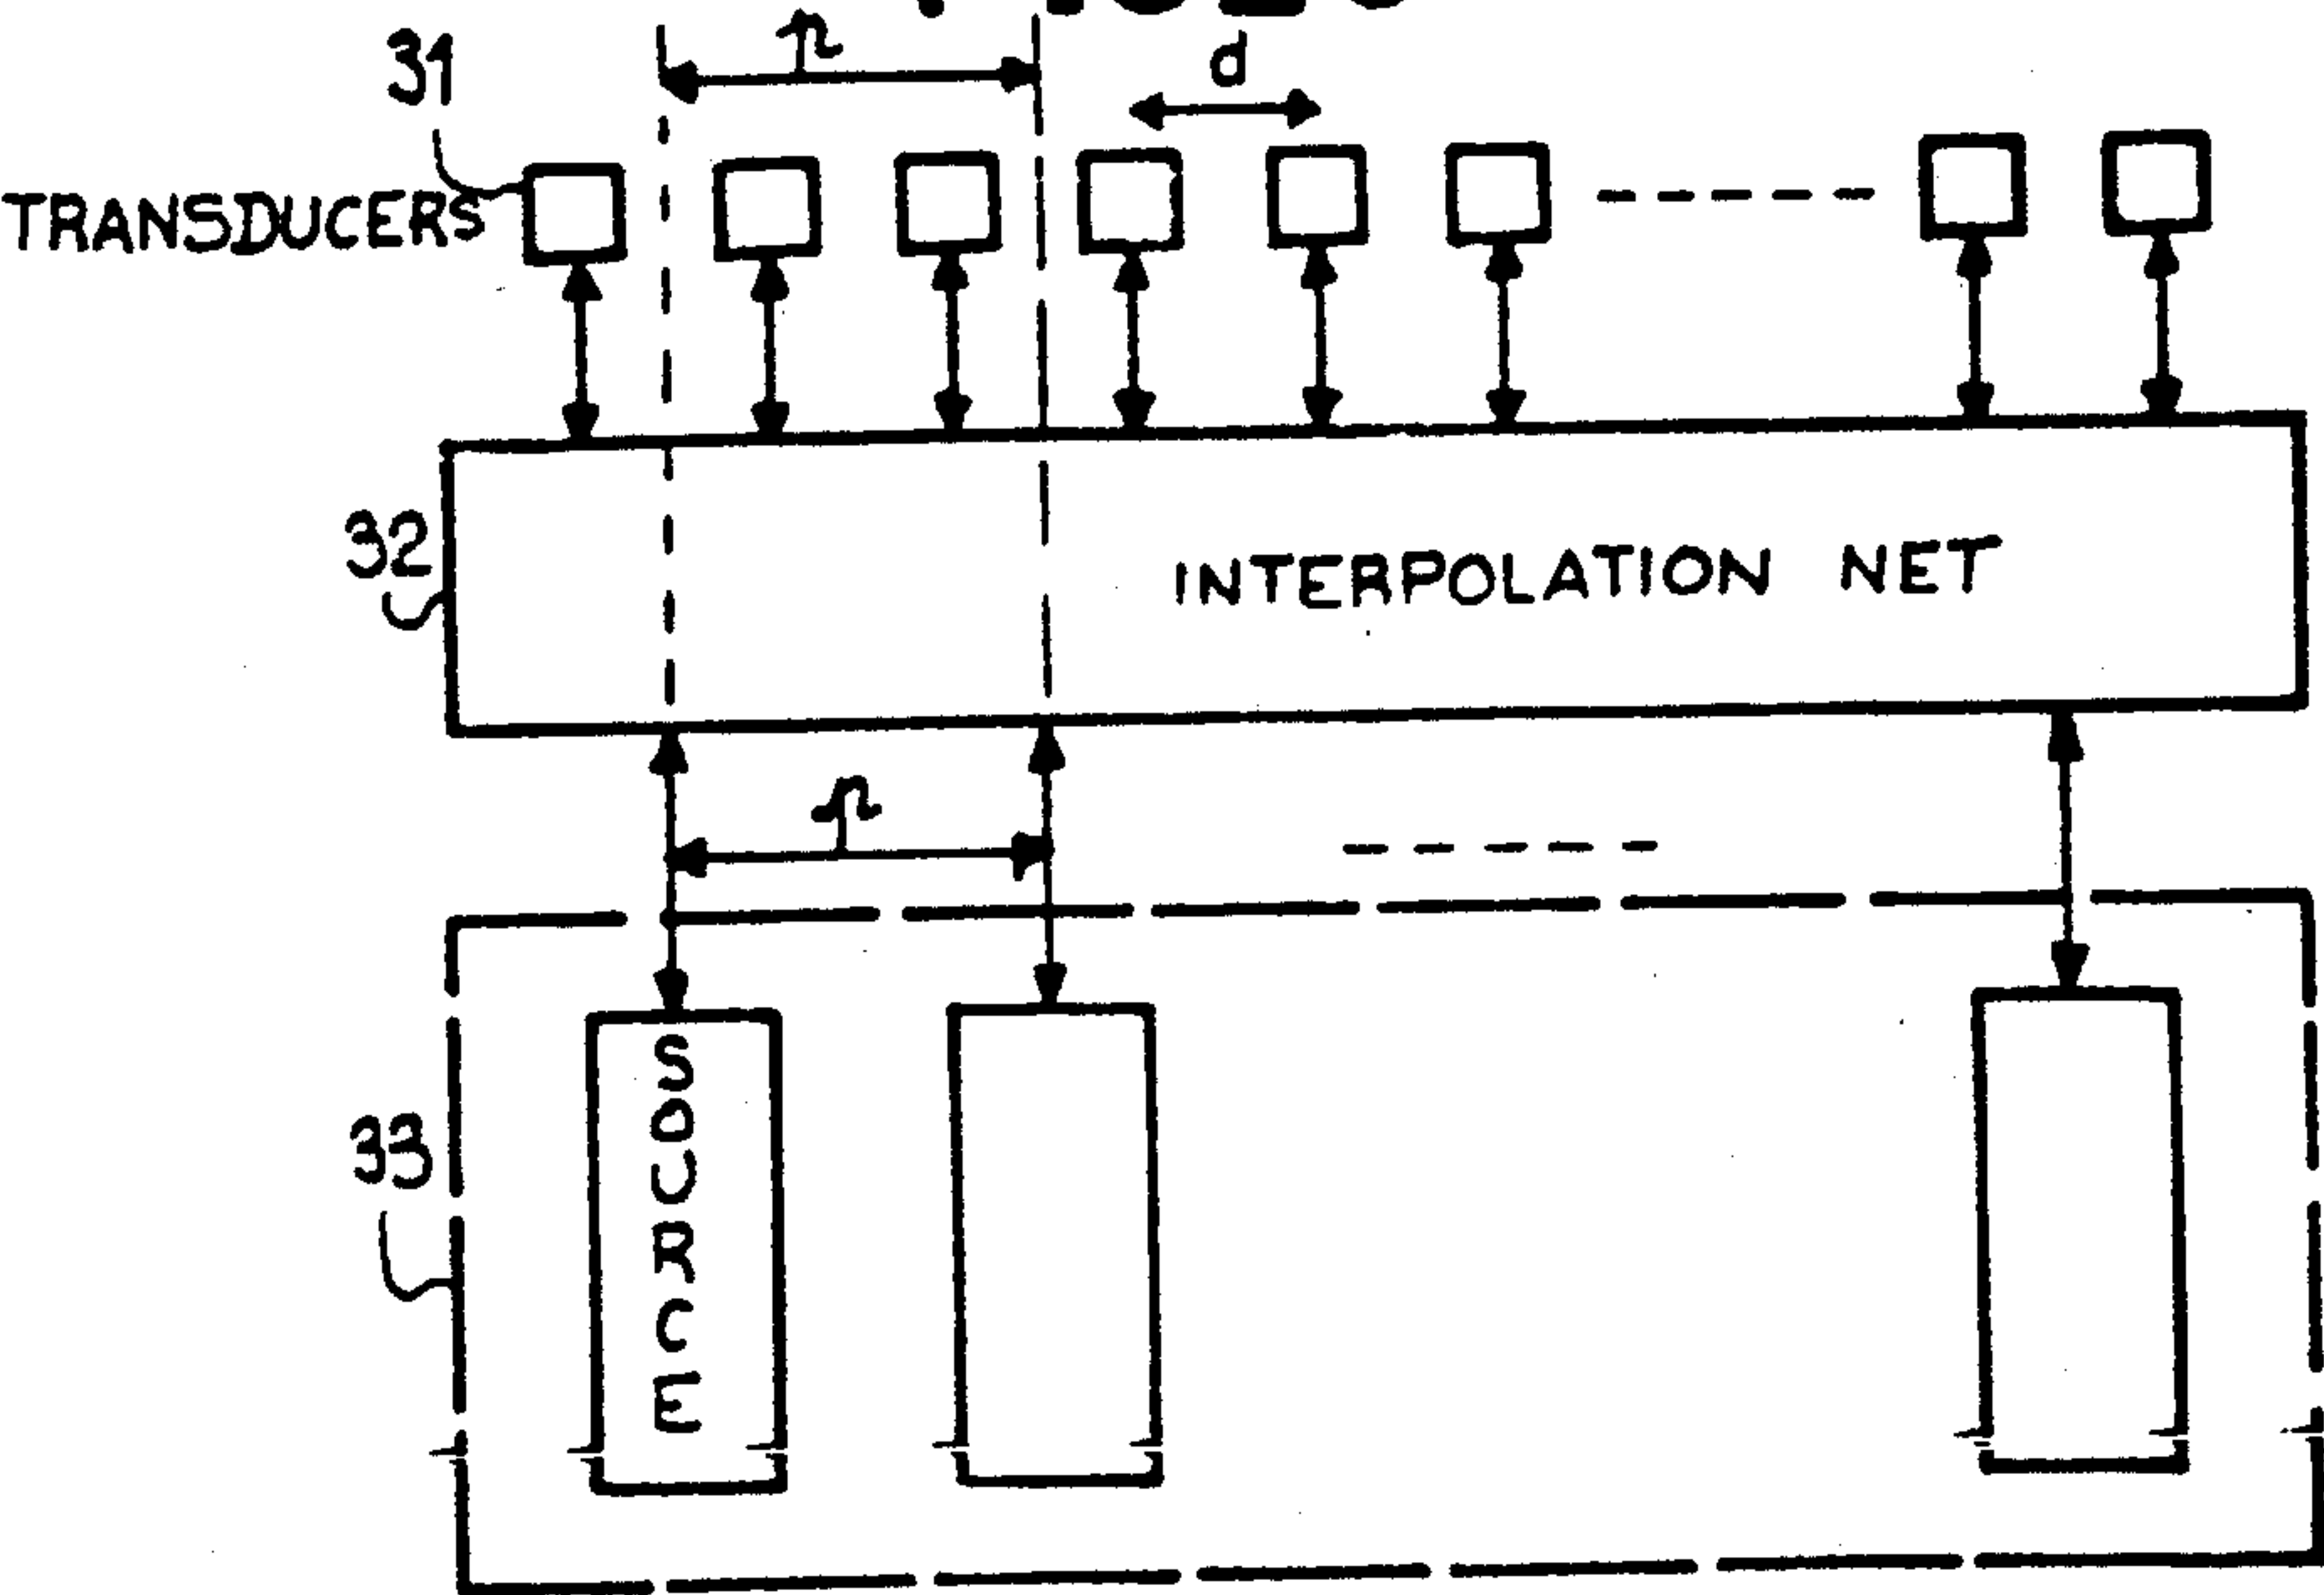 31
d
TRANSDUCERS
32
INTERPOLATION NET
33
SOURCE